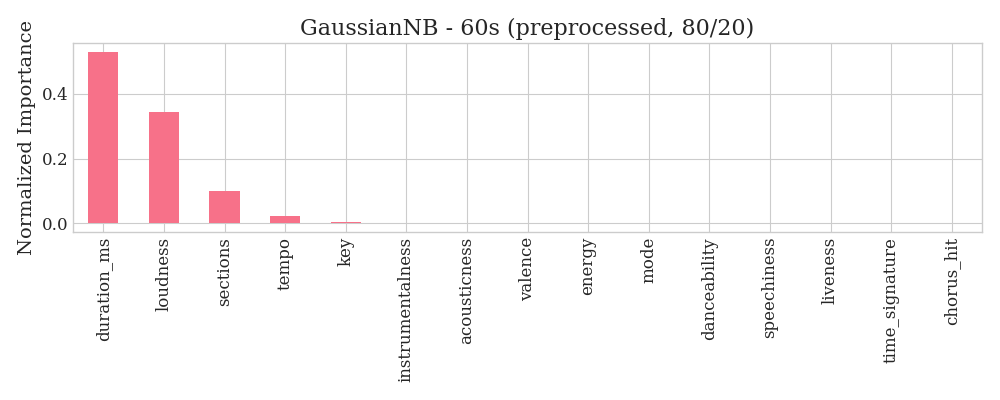 GaussianNB - 60s (preprocessed, 80/20)
Normalized Importance
0.4
0.2
0.0
duration_ms
loudness
sections
tempo
key
instrumentalness
acousticness
valence
energy
mode
danceability
speechiness
liveness
time_signature
chorus_hit